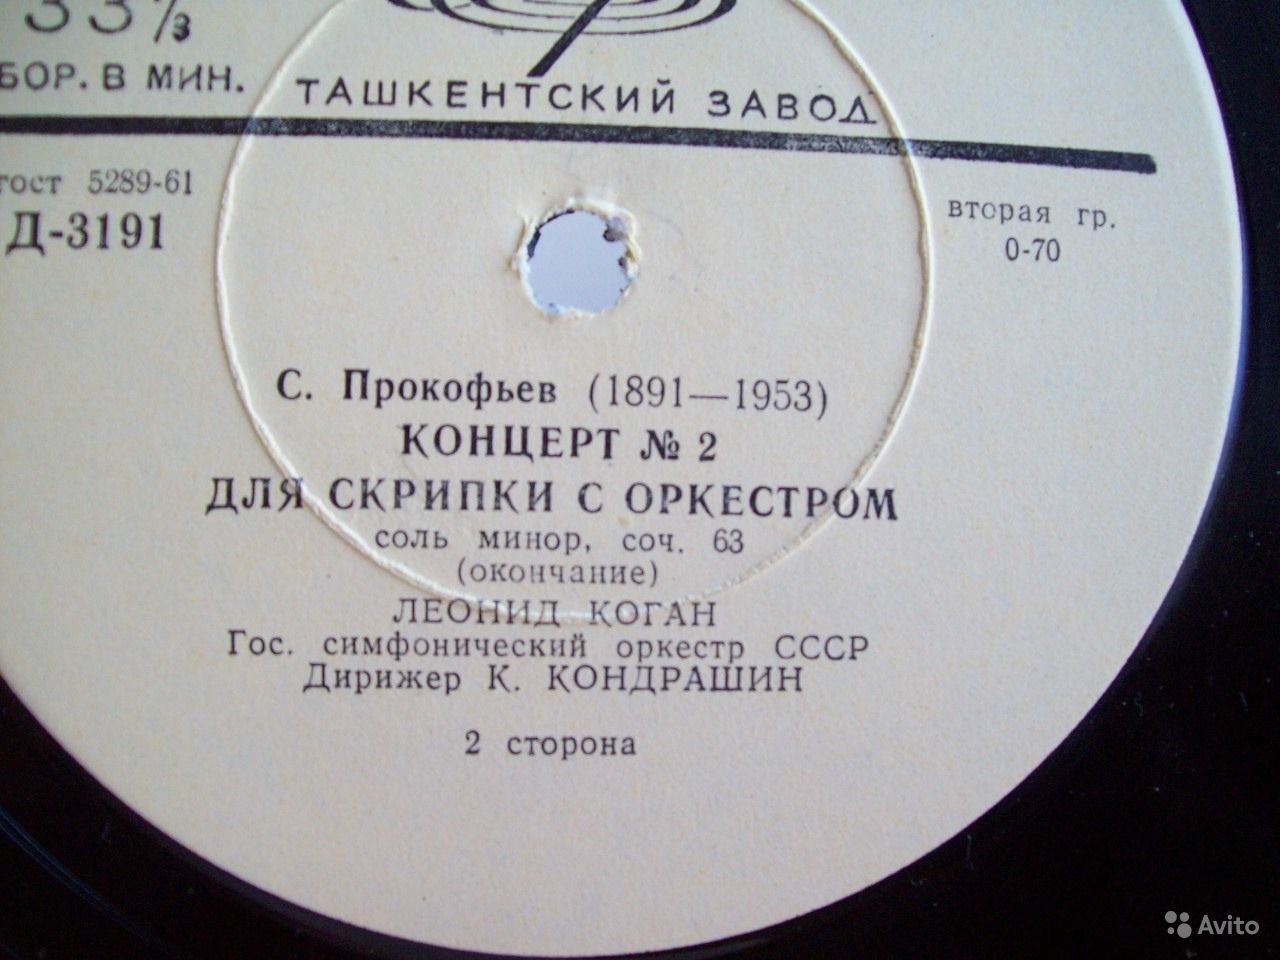 33⅓
ОБ. В МИН.
ТАШКЕНТСКИЙ ЗАВОД
ГОСТ 5289-61
Д-3191
вторая гр.
0-70
С. Прокофьев (1891—1953)
КОНЦЕРТ № 2
ДЛЯ СКРИПКИ С ОРКЕСТРОМ
соль минор, соч. 63
(окончание)
ЛЕОНИД КОГАН
Гос. симфонический оркестр СССР
Дирижер К. КОНДРАШИН
2 сторона
Avito